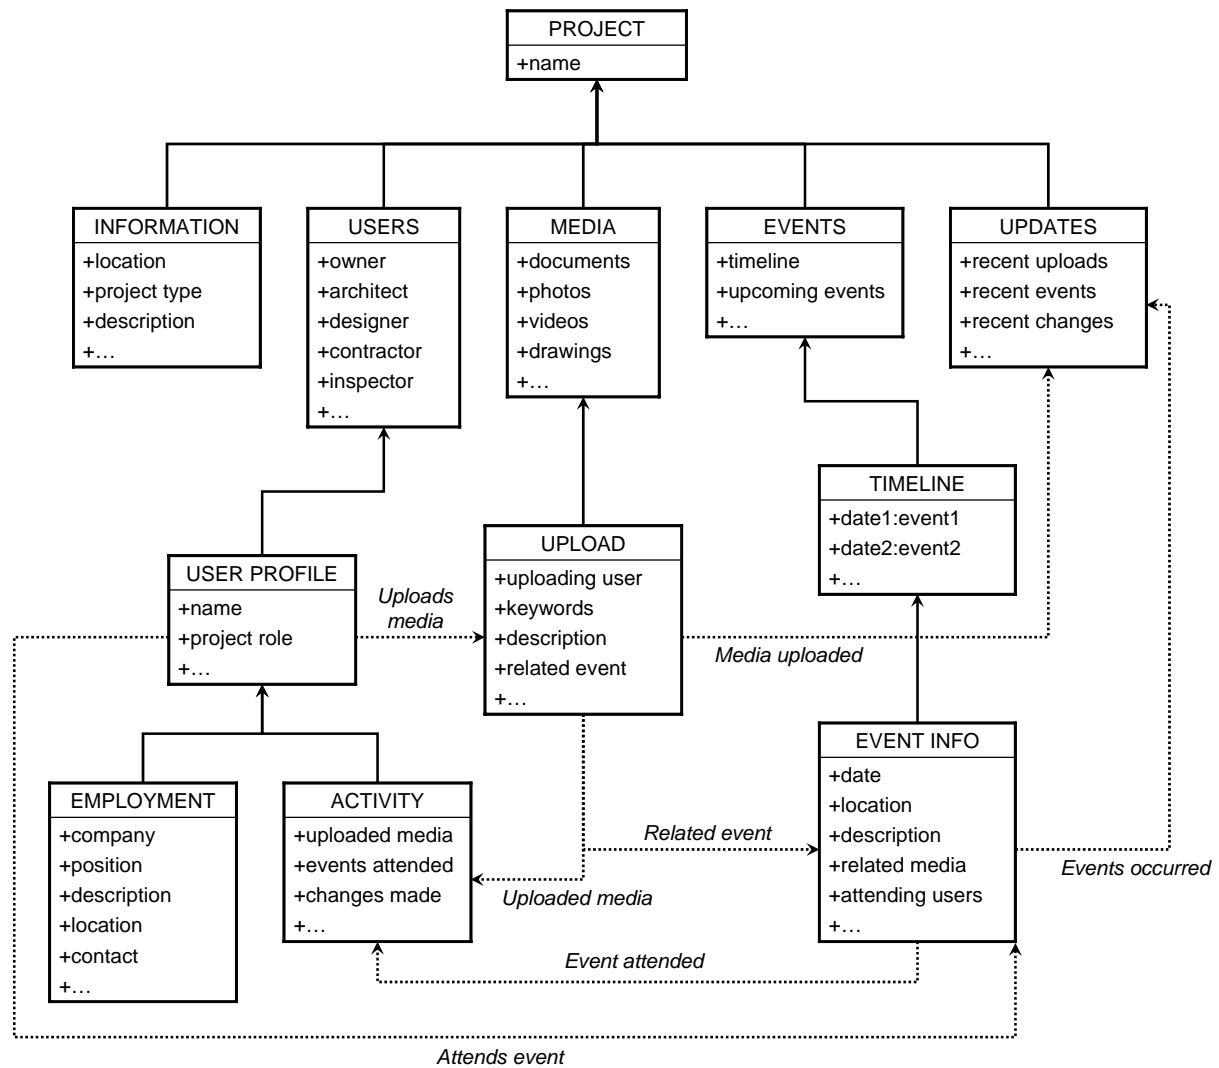 PROJECT
+name
INFORMATION
+location
+project type
+description
+…
USERS
+owner
+architect
+designer
+contractor
+inspector
+…
MEDIA
+documents
+photos
+videos
+drawings
+…
EVENTS
+timeline
+upcoming events
+…
UPDATES
+recent uploads
+recent events
+recent changes
+…
TIMELINE
+date1:event1
+date2:event2
+…
USER PROFILE
+name
+project role
+…
Uploads
media
UPLOAD
+uploading user
+keywords
+description
+related event
+…
Media uploaded
EMPLOYMENT
+company
+position
+description
+location
+contact
+…
ACTIVITY
+uploaded media
+events attended
+changes made
+…
Related event
Uploaded media
EVENT INFO
+date
+location
+description
+related media
+attending users
+…
Events occurred
Event attended
Attends event